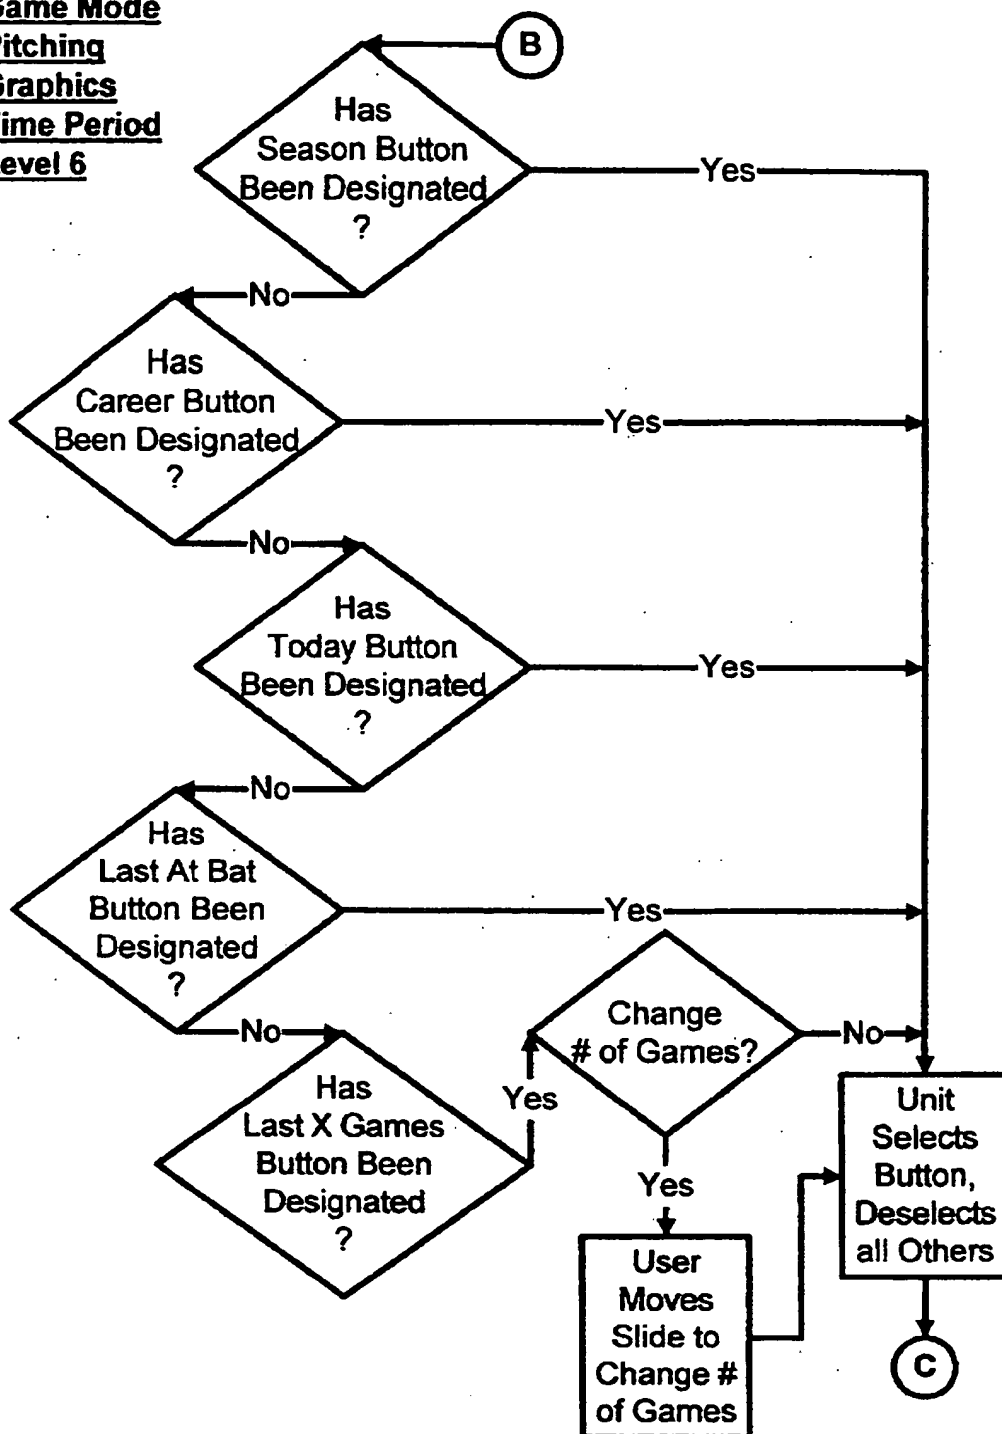 Game Mode
Pitching
Graphics
Time Period
Level 6
B
Has
Season Button
Been Designated
?
Yes
No
Has
Career Button
Been Designated
?
Yes
No
Has
Today Button
Been Designated
?
Yes
No
Has
Last At Bat
Button Been
Designated
?
Yes
No
Change
# of Games?
No
Has
Last X Games
Button Been
Designated
?
Yes
Yes
Unit
Selects
Button,
Deselects
all Others
User
Moves
Slide to
Change #
of Games
C